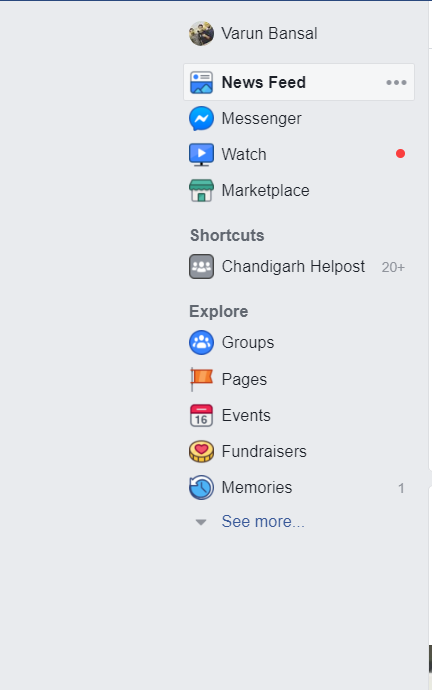 Varun Bansal
News Feed
Messenger
Watch
Marketplace
Shortcuts
Chandigarh Helpost 20+
Explore
Groups
Pages
16 Events
Fundraisers
Memories 1
See more...